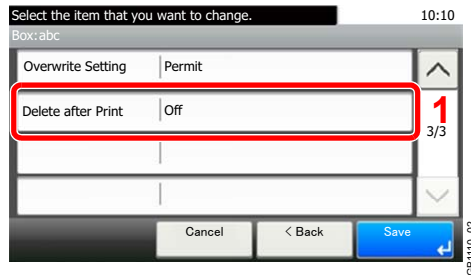 Select the item that you want to change. 10:10
Box:abc
Overwrite Setting Permit
Delete after Print Off
1
3/3
Cancel < Back Save